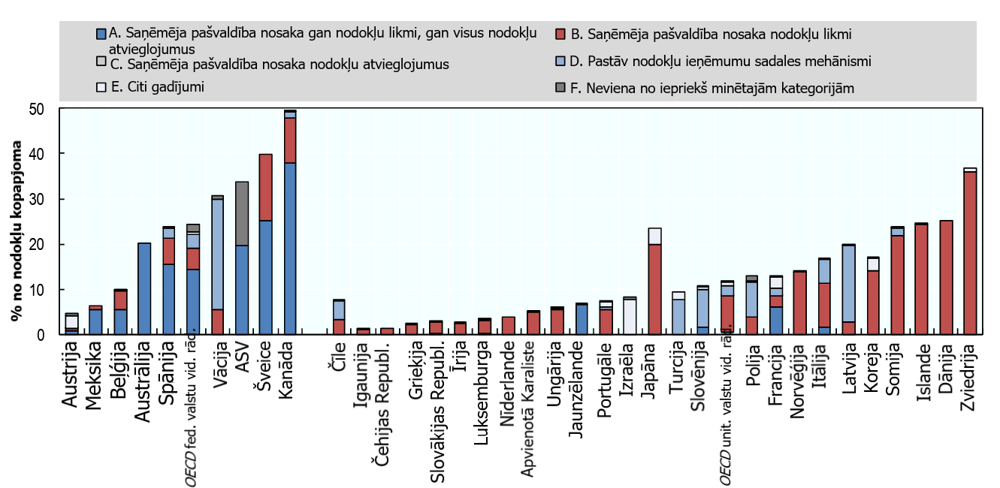 A. Saņēmēja pašvaldība nosaka gan nodokļu likmi, gan visus nodokļu
atvieglojumus
B. Saņēmēja pašvaldība nosaka nodokļu likmi
C. Saņēmēja pašvaldība nosaka nodokļu atvieglojumus
D. Pastāv nodokļu ieņēmumu sadales mehānismi
E. Citi gadījumi
F. Neviena no iepriekš minētajām kategorijām
% no nodokļu kopapjoma
50
40
30
20
10
0
Austrija
Meksika
Beļģija
Austrālija
Spānija
OECD fed. valstu vid. rād.
Vācija
ASV
Šveice
Kanāda
Čīle
Igaunija
Čehijas Republ.
Grieķija
Slovākijas Republ.
Īrija
Luksemburga
Nīderlande
Apvienotā Karaliste
Ungārija
Jaunzēlande
Portugāle
Izraēla
Japāna
Turcija
Slovēnija
OECD unit. valstu vid. rād.
Polija
Francija
Norvēģija
Itālija
Latvija
Koreja
Somija
Islande
Dānija
Zviedrija